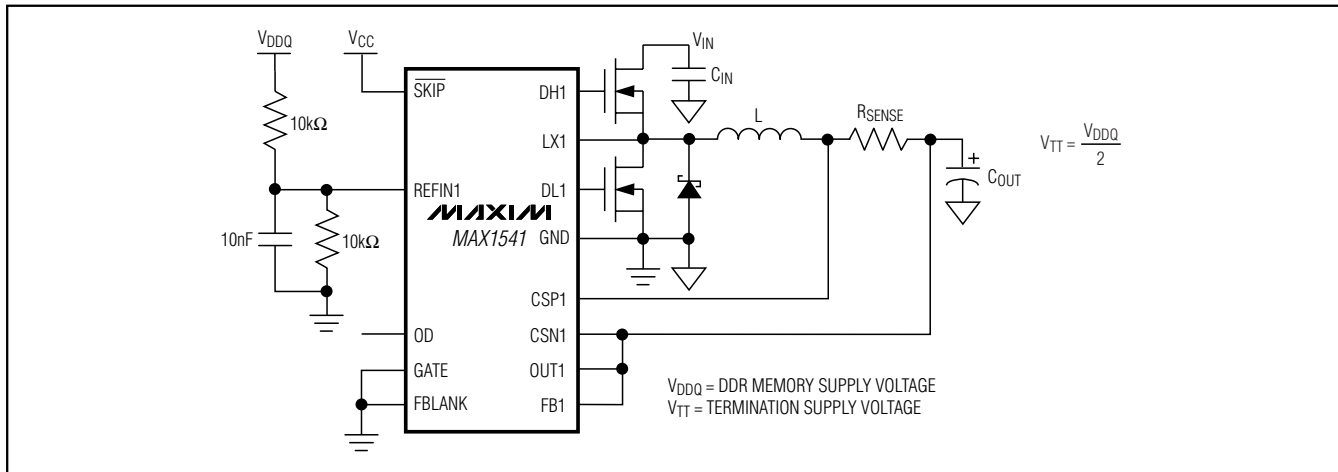 VDDQ
VCC
VIN
SKIP
DH1
CIN
10kΩ
L
RSENSE
LX1
VTT = VDDQ / 2
+
COUT
REFIN1
DL1
MAXIM
MAX1541
10nF
10kΩ
GND
CSP1
OD
CSN1
GATE
OUT1
FBLANK
FB1
VDDQ = DDR MEMORY SUPPLY VOLTAGE
VTT = TERMINATION SUPPLY VOLTAGE